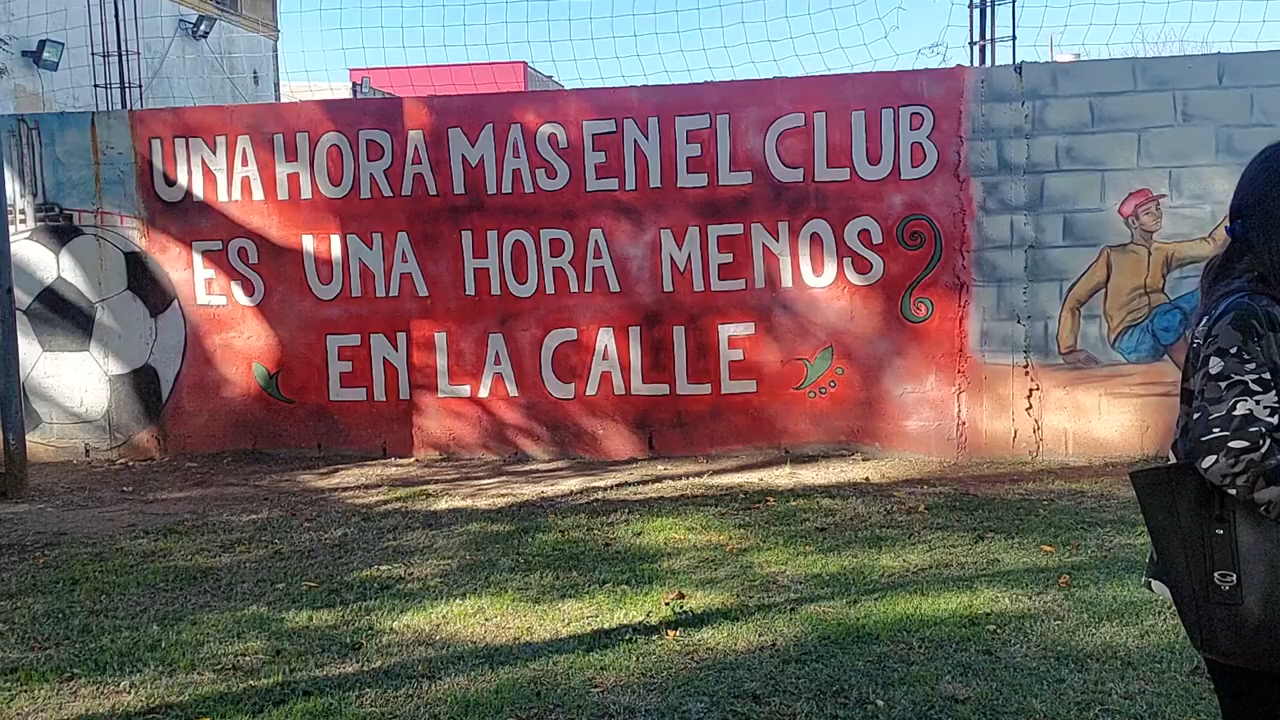 UNA HORA MAS EN EL CLUB
ES UNA HORA MENOS
EN LA CALLE